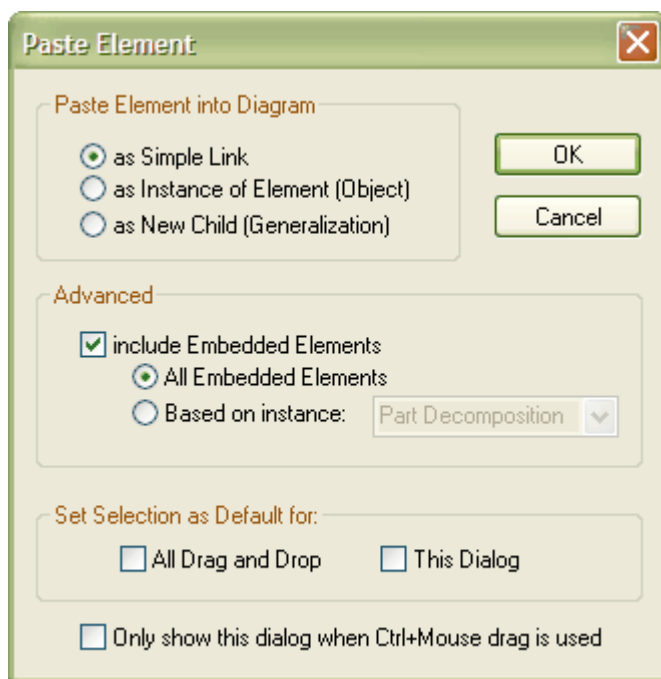 Paste Element
Paste Element into Diagram
as Simple Link
as Instance of Element (Object)
as New Child (Generalization)
OK
Cancel
Advanced
include Embedded Elements
All Embedded Elements
Based on instance: Part Decomposition
Set Selection as Default for:
All Drag and Drop This Dialog
Only show this dialog when Ctrl+Mouse drag is used